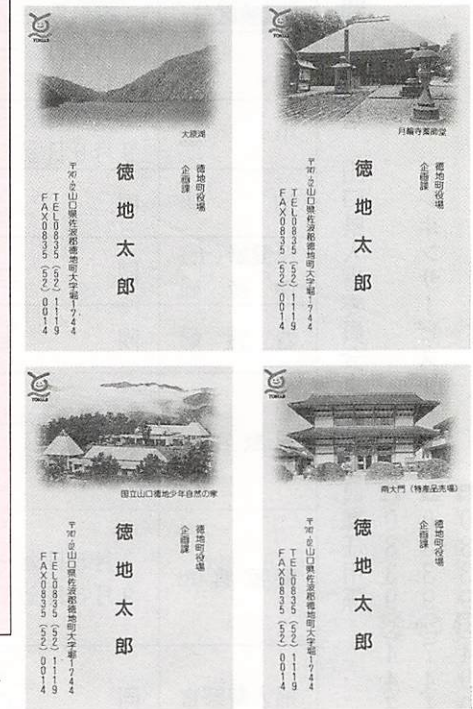 TOKUJI
大原湖
徳地町役場
企画課
徳地太郎
〒747-02山口県佐波郡徳地町大字堀1744
TEL0835(52)1119
FAX0835(52)0014
TOKUJI
月輪寺薬師堂
徳地町役場
企画課
徳地太郎
〒747-02山口県佐波郡徳地町大字堀1744
TEL0835(52)1119
FAX0835(52)0014
TOKUJI
国立山口徳地少年自然の家
徳地町役場
企画課
徳地太郎
〒747-02山口県佐波郡徳地町大字堀1744
TEL0835(52)1119
FAX0835(52)0014
TOKUJI
南大門(特産品売場)
徳地町役場
企画課
徳地太郎
〒747-02山口県佐波郡徳地町大字堀1744
TEL0835(52)1119
FAX0835(52)0014